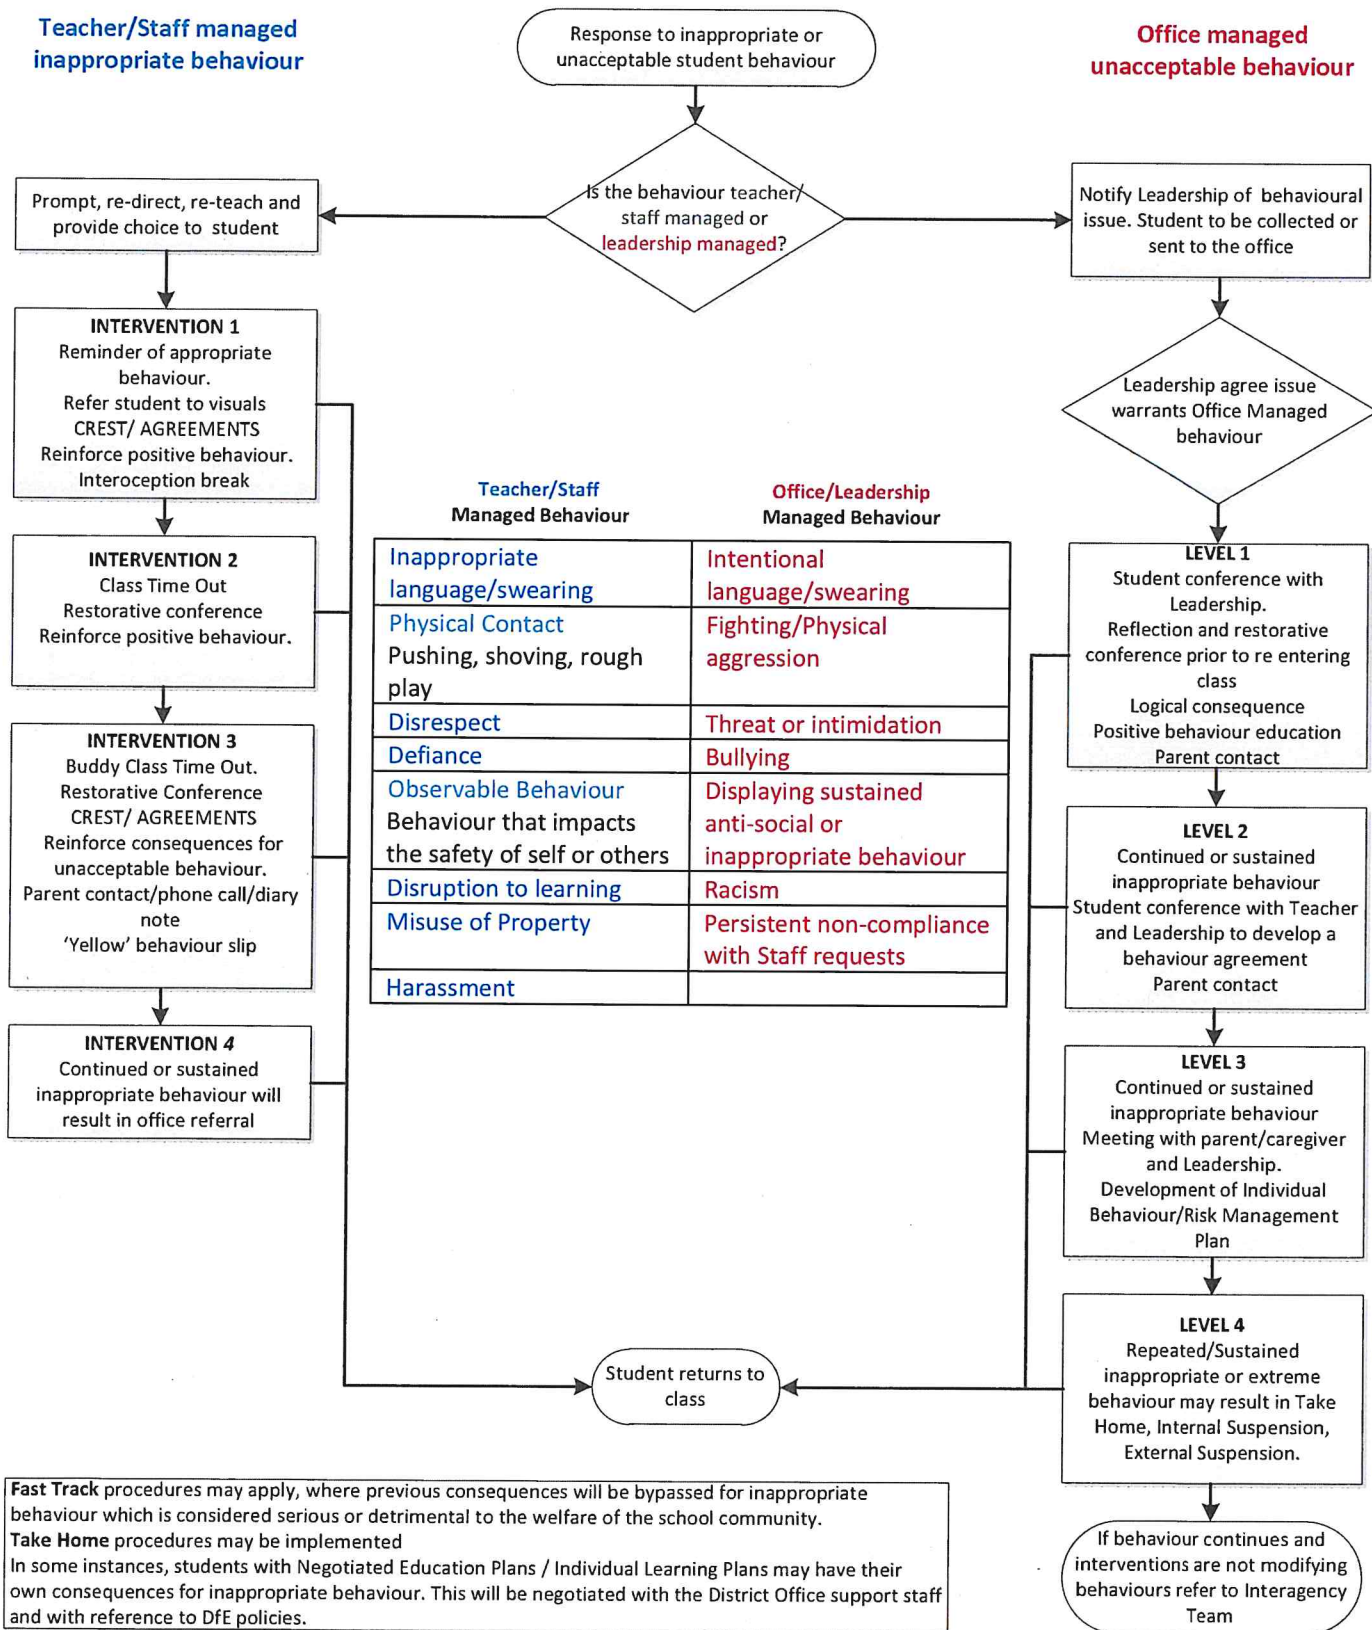 Teacher/Staff managed
inappropriate behaviour
Response to inappropriate or
unacceptable student behaviour
Office managed
unacceptable behaviour
Is the behaviour teacher/
staff managed or
leadership managed?
Prompt, re-direct, re-teach and
provide choice to student
Notify Leadership of behavioural
issue. Student to be collected or
sent to the office
INTERVENTION 1
Reminder of appropriate
behaviour.
Refer student to visuals
CREST/ AGREEMENTS
Reinforce positive behaviour.
Interoception break
INTERVENTION 2
Class Time Out
Restorative conference
Reinforce positive behaviour.
INTERVENTION 3
Buddy Class Time Out.
Restorative Conference
CREST/ AGREEMENTS
Reinforce consequences for
unacceptable behaviour.
Parent contact/phone call/diary
note
‘Yellow’ behaviour slip
INTERVENTION 4
Continued or sustained
inappropriate behaviour will
result in office referral
Teacher/Staff
Managed Behaviour
Office/Leadership
Managed Behaviour
Inappropriate
language/swearing
Intentional
language/swearing
Physical Contact
Pushing, shoving, rough
play
Fighting/Physical
aggression
Disrespect
Threat or intimidation
Defiance
Bullying
Observable Behaviour
Behaviour that impacts
the safety of self or others
Displaying sustained
anti-social or
inappropriate behaviour
Disruption to learning
Racism
Misuse of Property
Persistent non-compliance
with Staff requests
Harassment
Leadership agree issue
warrants Office Managed
behaviour
LEVEL 1
Student conference with
Leadership.
Reflection and restorative
conference prior to re entering
class
Logical consequence
Positive behaviour education
Parent contact
LEVEL 2
Continued or sustained
inappropriate behaviour
Student conference with Teacher
and Leadership to develop a
behaviour agreement
Parent contact
LEVEL 3
Continued or sustained
inappropriate behaviour
Meeting with parent/caregiver
and Leadership.
Development of Individual
Behaviour/Risk Management
Plan
LEVEL 4
Repeated/Sustained
inappropriate or extreme
behaviour may result in Take
Home, Internal Suspension,
External Suspension.
Student returns to
class
If behaviour continues and
interventions are not modifying
behaviours refer to Interagency
Team
Fast Track procedures may apply, where previous consequences will be bypassed for inappropriate
behaviour which is considered serious or detrimental to the welfare of the school community.
Take Home procedures may be implemented
In some instances, students with Negotiated Education Plans / Individual Learning Plans may have their
own consequences for inappropriate behaviour. This will be negotiated with the District Office support staff
and with reference to DfE policies.